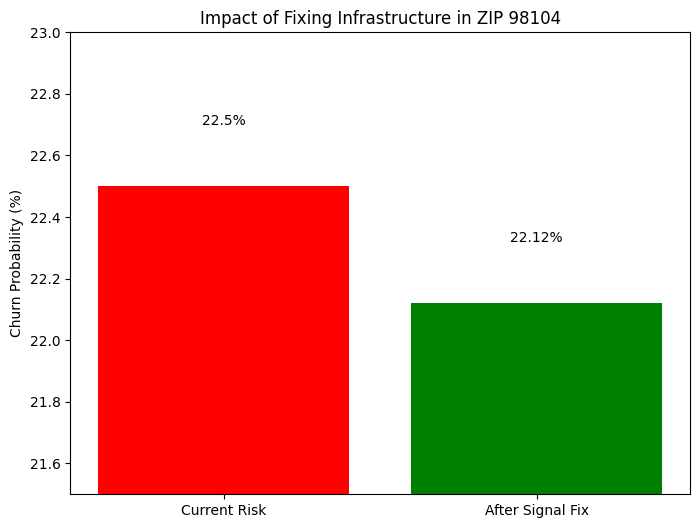 Impact of Fixing Infrastructure in ZIP 98104
23.0
22.8
22.6
22.4
22.2
22.0
21.8
21.6
Churn Probability (%)
22.5%
22.12%
Current Risk
After Signal Fix